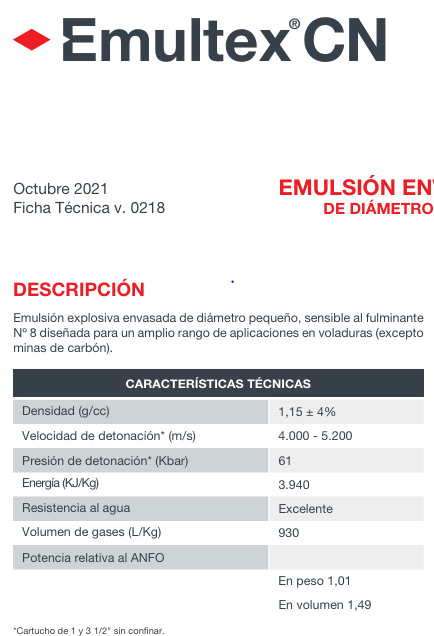 Emultex® CN
Octubre 2021
Ficha Técnica v. 0218
EMULSIÓN EN
DE DIÁMETRO
DESCRIPCIÓN
Emulsión explosiva envasada de diámetro pequeño, sensible al fulminante
Nº 8 diseñada para un amplio rango de aplicaciones en voladuras (excepto
minas de carbón).
CARACTERÍSTICAS TÉCNICAS
Densidad (g/cc) 1,15 ± 4%
Velocidad de detonación* (m/s) 4.000 - 5.200
Presión de detonación* (Kbar) 61
Energía (KJ/Kg) 3.940
Resistencia al agua Excelente
Volumen de gases (L/Kg) 930
Potencia relativa al ANFO
En peso 1,01
En volumen 1,49
*Cartucho de 1 y 3 1/2" sin confinar.